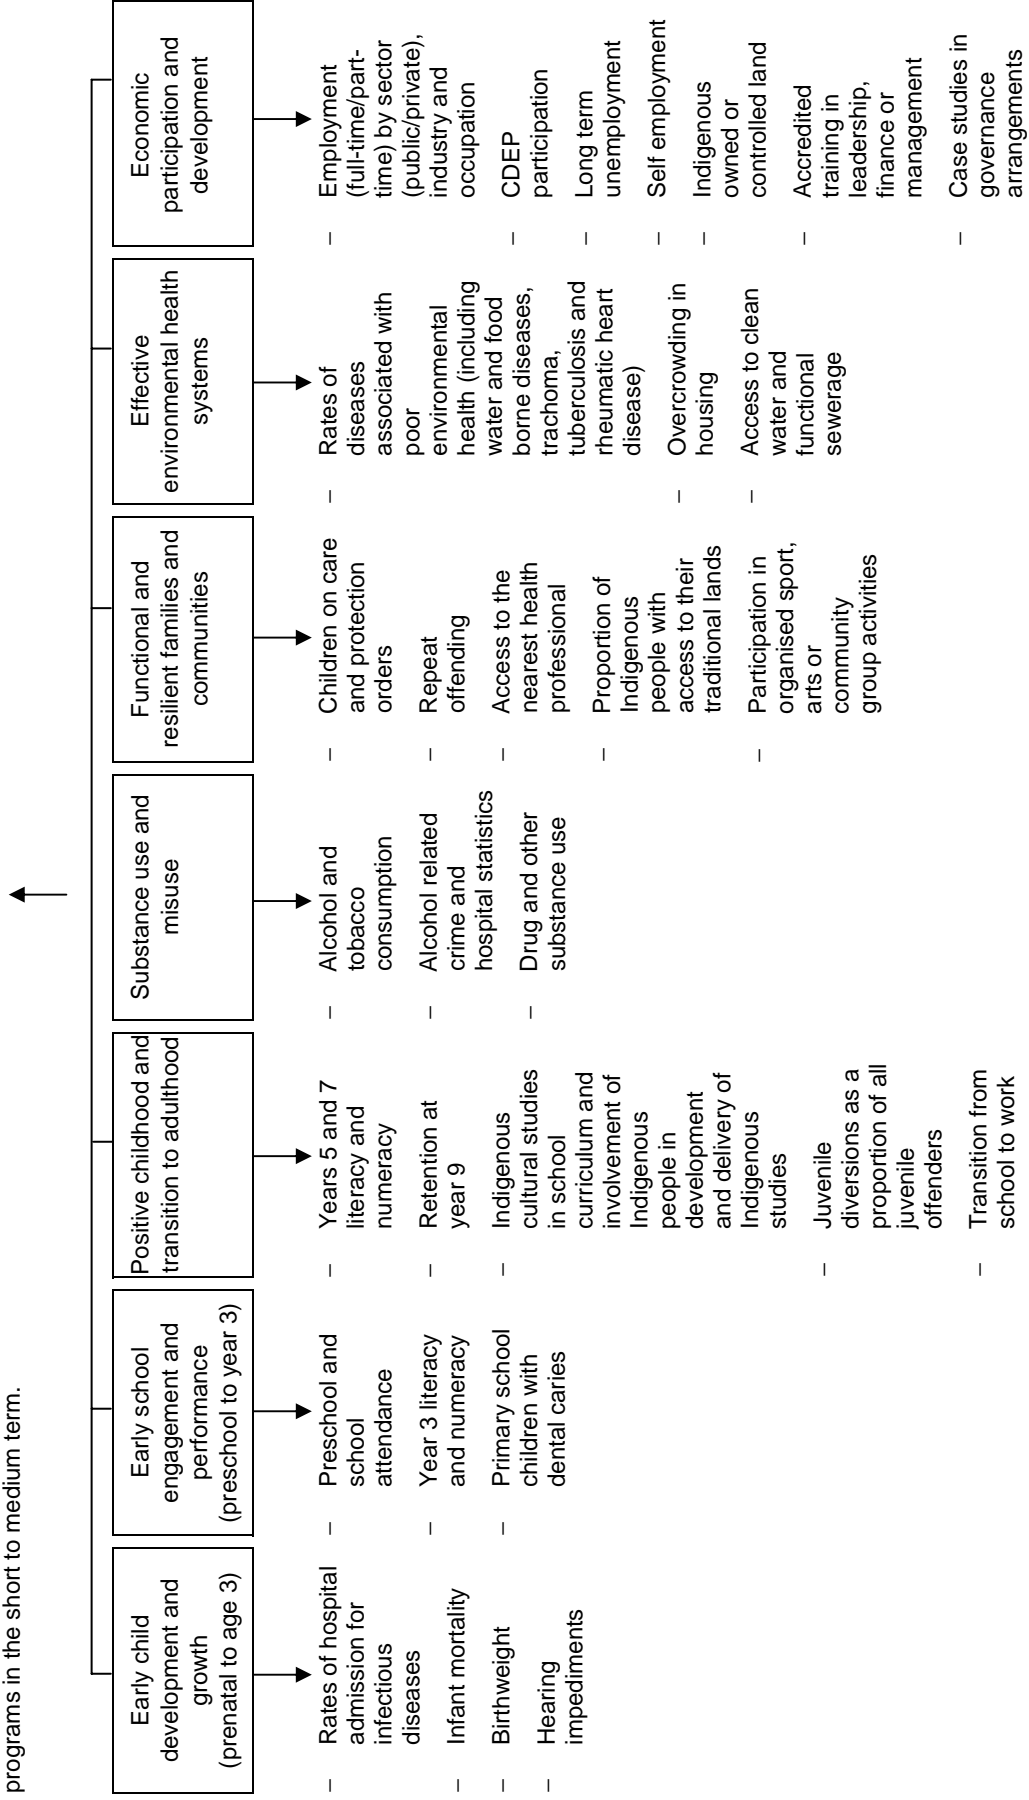 programs in the short to medium term.
Early child
development and
growth
(prenatal to age 3)
– Rates of hospital
admission for
infectious
diseases
– Infant mortality
– Birthweight
– Hearing
impediments
Early school
engagement and
performance
(preschool to year 3)
– Preschool and
school
attendance
– Year 3 literacy
and numeracy
– Primary school
children with
dental caries
Positive childhood and
transition to adulthood
– Years 5 and 7
literacy and
numeracy
– Retention at
year 9
– Indigenous
cultural studies
in school
curriculum and
involvement of
Indigenous
people in
development
and delivery of
Indigenous
studies
– Juvenile
diversions as a
proportion of all
juvenile
offenders
– Transition from
school to work
Substance use and
misuse
– Alcohol and
tobacco
consumption
– Alcohol related
crime and
hospital statistics
– Drug and other
substance use
Functional and
resilient families and
communities
– Children on care
and protection
orders
– Repeat
offending
– Access to the
nearest health
professional
– Proportion of
Indigenous
people with
access to their
traditional lands
– Participation in
organised sport,
arts or
community
group activities
Effective
environmental health
systems
– Rates of
diseases
associated with
poor
environmental
health (including
water and food
borne diseases,
trachoma,
tuberculosis and
rheumatic heart
disease)
– Overcrowding in
housing
– Access to clean
water and
functional
sewerage
Economic
participation and
development
– Employment
(full-time/part-
time) by sector
(public/private),
industry and
occupation
– CDEP
participation
– Long term
unemployment
– Self employment
– Indigenous
owned or
controlled land
– Accredited
training in
leadership,
finance or
management
– Case studies in
governance
arrangements